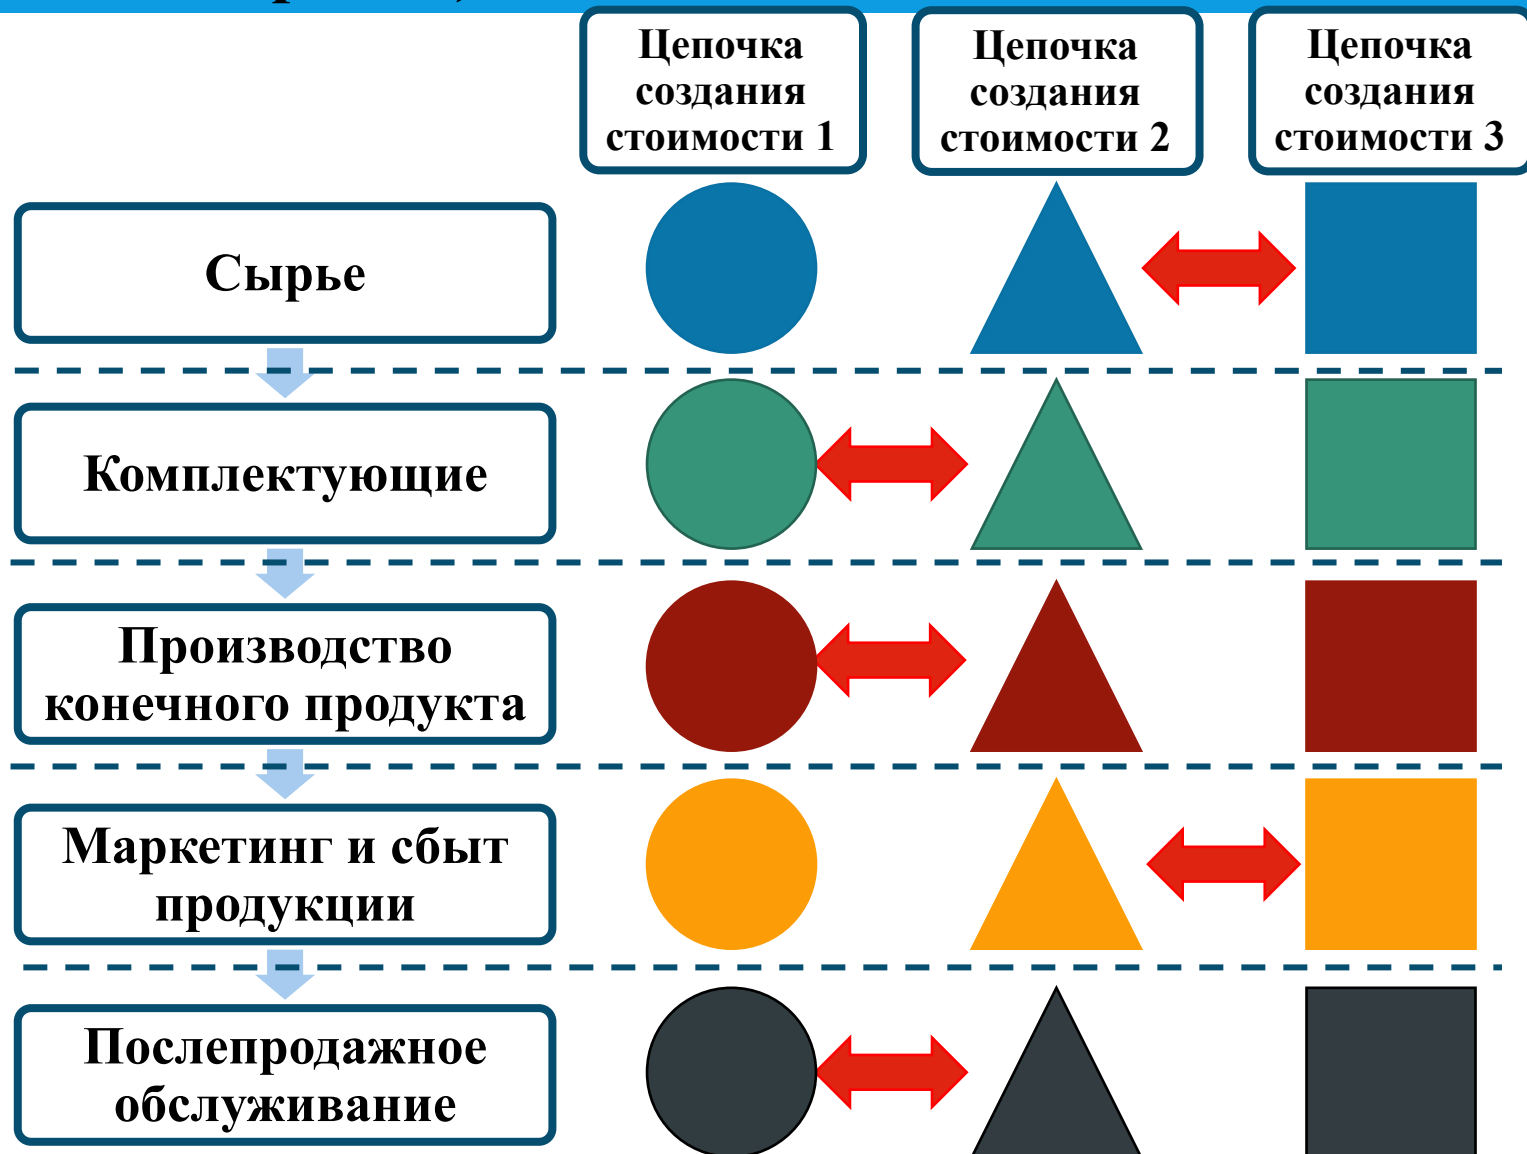 Цепочка
создания
стоимости 1
Цепочка
создания
стоимости 2
Цепочка
создания
стоимости 3
Сырье
Комплектующие
Производство
конечного продукта
Маркетинг и сбыт
продукции
Послепродажное
обслуживание